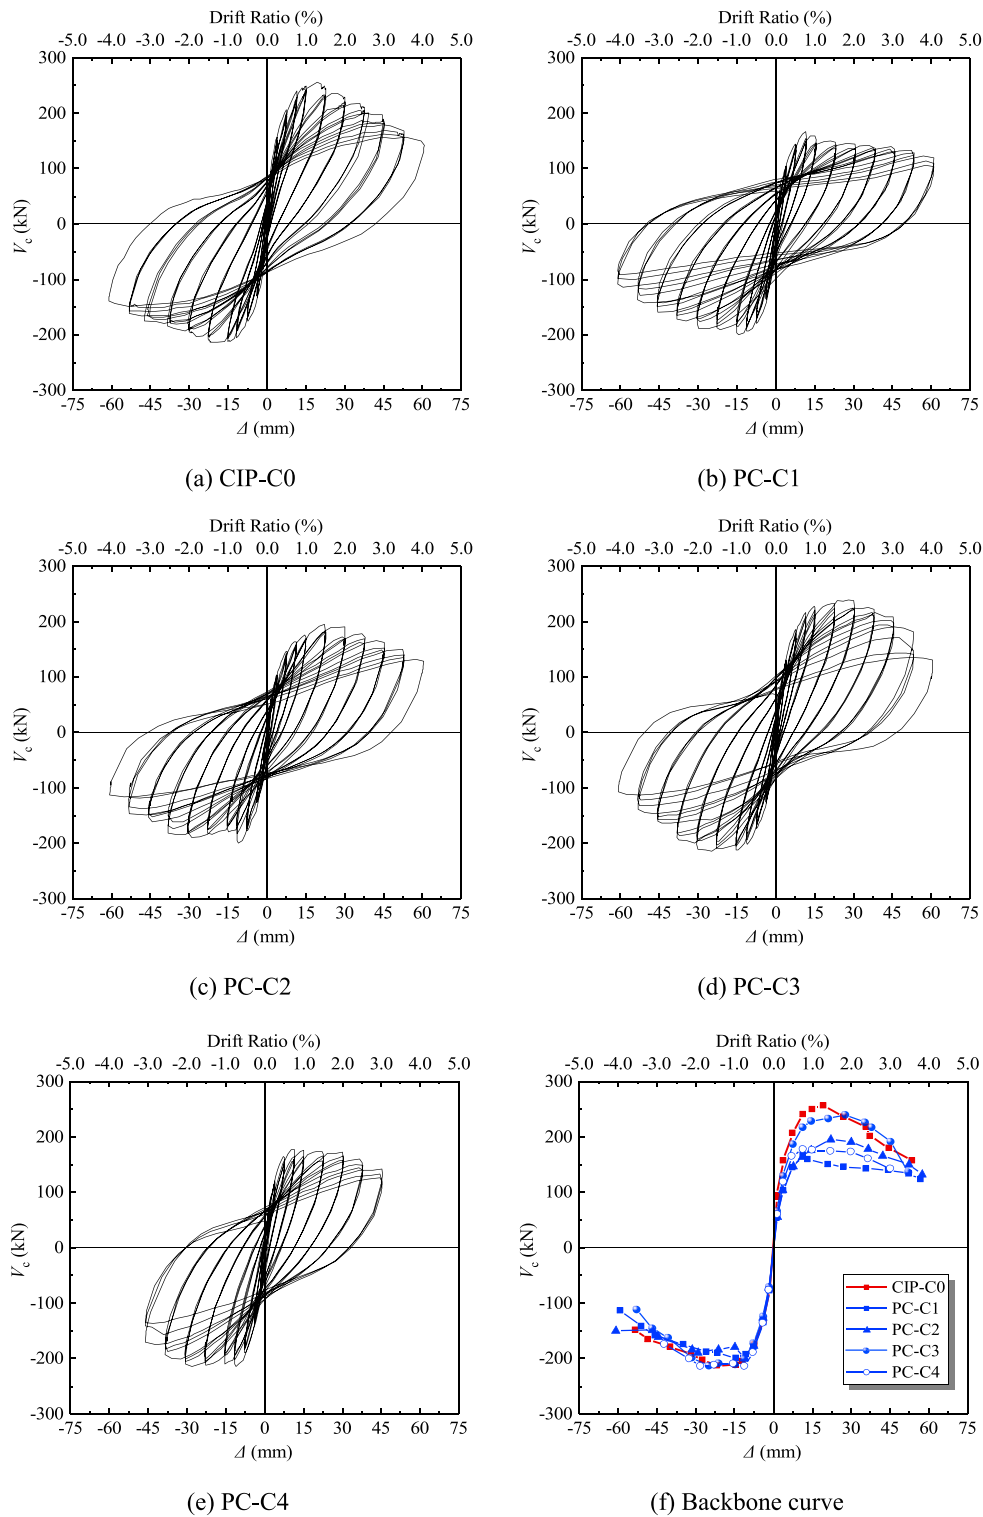 Drift Ratio (%)
-5.0 -4.0 -3.0 -2.0 -1.0 0.0 1.0 2.0 3.0 4.0 5.0
300
200
100
0
-100
-200
-300
Vc (kN)
-75 -60 -45 -30 -15 0 15 30 45 60 75
Δ (mm)
(a) CIP-C0
Drift Ratio (%)
-5.0 -4.0 -3.0 -2.0 -1.0 0.0 1.0 2.0 3.0 4.0 5.0
300
200
100
0
-100
-200
-300
Vc (kN)
-75 -60 -45 -30 -15 0 15 30 45 60 75
Δ (mm)
(b) PC-C1
Drift Ratio (%)
-5.0 -4.0 -3.0 -2.0 -1.0 0.0 1.0 2.0 3.0 4.0 5.0
300
200
100
0
-100
-200
-300
Vc (kN)
-75 -60 -45 -30 -15 0 15 30 45 60 75
Δ (mm)
(c) PC-C2
Drift Ratio (%)
-5.0 -4.0 -3.0 -2.0 -1.0 0.0 1.0 2.0 3.0 4.0 5.0
300
200
100
0
-100
-200
-300
Vc (kN)
-75 -60 -45 -30 -15 0 15 30 45 60 75
Δ (mm)
(d) PC-C3
Drift Ratio (%)
-5.0 -4.0 -3.0 -2.0 -1.0 0.0 1.0 2.0 3.0 4.0 5.0
300
200
100
0
-100
-200
-300
Vc (kN)
-75 -60 -45 -30 -15 0 15 30 45 60 75
Δ (mm)
(e) PC-C4
Drift Ratio (%)
-5.0 -4.0 -3.0 -2.0 -1.0 0.0 1.0 2.0 3.0 4.0 5.0
300
200
100
0
-100
-200
-300
Vc (kN)
CIP-C0
PC-C1
PC-C2
PC-C3
PC-C4
-75 -60 -45 -30 -15 0 15 30 45 60 75
Δ (mm)
(f) Backbone curve